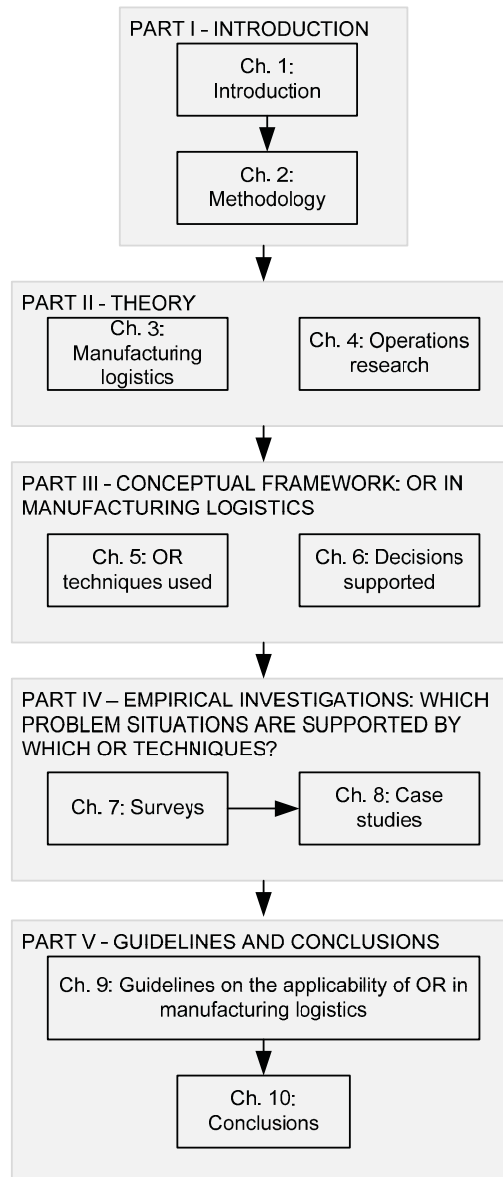 PART I - INTRODUCTION
Ch. 1:
Introduction
Ch. 2:
Methodology
PART II - THEORY
Ch. 3:
Manufacturing
logistics
Ch. 4: Operations
research
PART III - CONCEPTUAL FRAMEWORK: OR IN
MANUFACTURING LOGISTICS
Ch. 5: OR
techniques used
Ch. 6: Decisions
supported
PART IV – EMPIRICAL INVESTIGATIONS: WHICH
PROBLEM SITUATIONS ARE SUPPORTED BY
WHICH OR TECHNIQUES?
Ch. 7: Surveys
Ch. 8: Case
studies
PART V - GUIDELINES AND CONCLUSIONS
Ch. 9: Guidelines on the applicability of OR in
manufacturing logistics
Ch. 10:
Conclusions